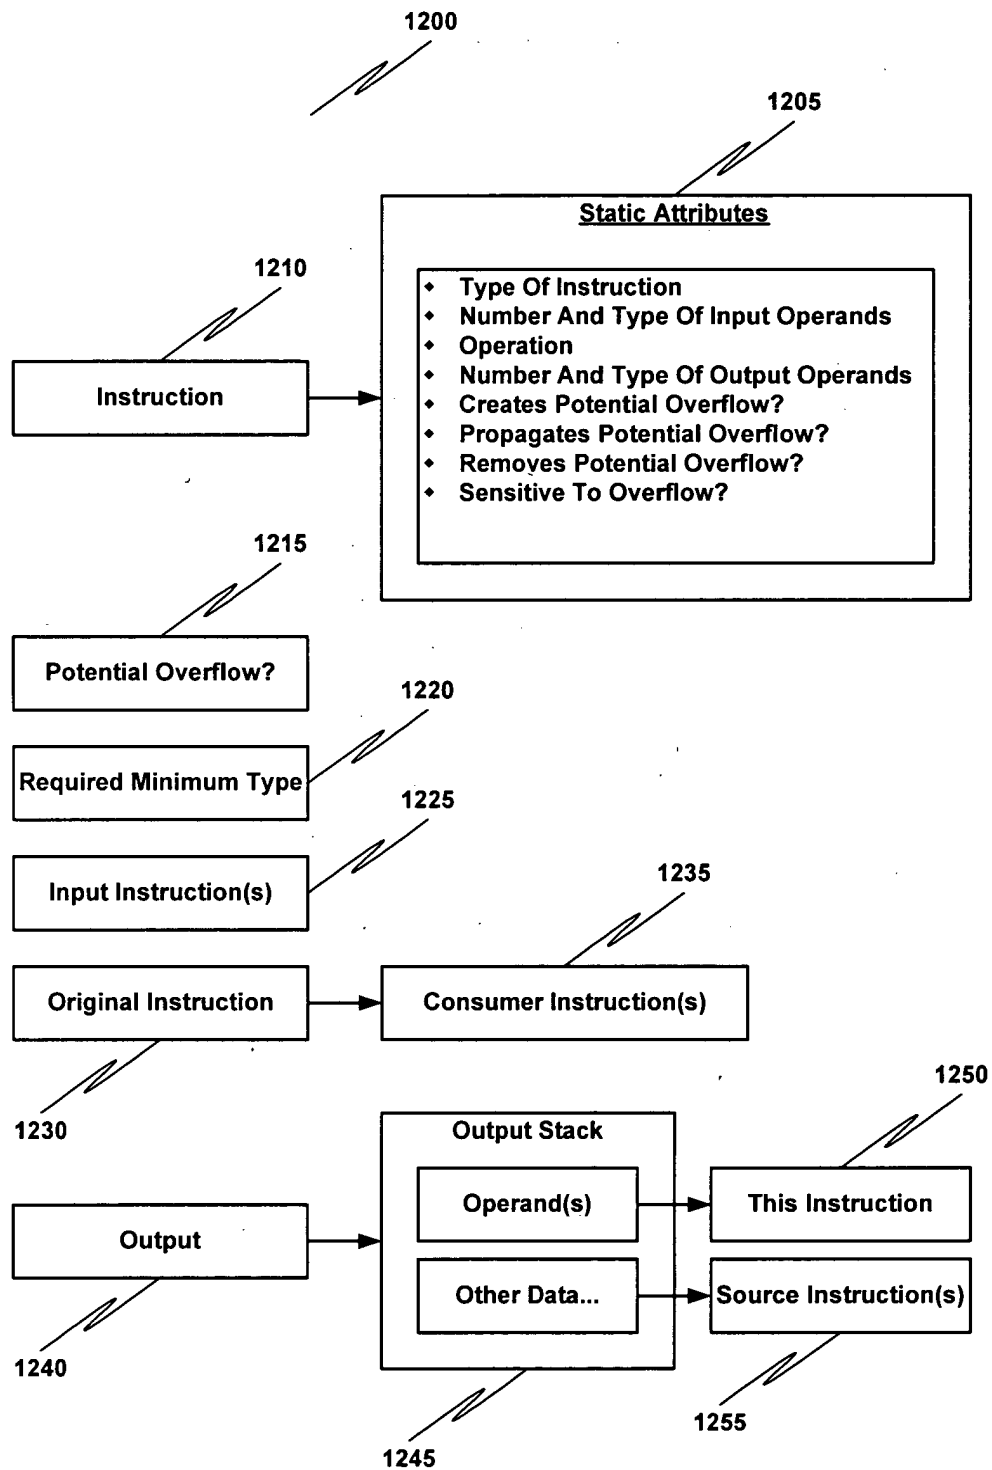 1200
1205
Static Attributes
1210
Instruction
Type Of Instruction
Number And Type Of Input Operands
Operation
Number And Type Of Output Operands
Creates Potential Overflow?
Propagates Potential Overflow?
Removes Potential Overflow?
Sensitive To Overflow?
1215
Potential Overflow?
1220
Required Minimum Type
1225
Input Instruction(s)
1235
Original Instruction
Consumer Instruction(s)
1230
1250
Output Stack
Operand(s)
This Instruction
Output
Other Data...
Source Instruction(s)
1240
1245
1255